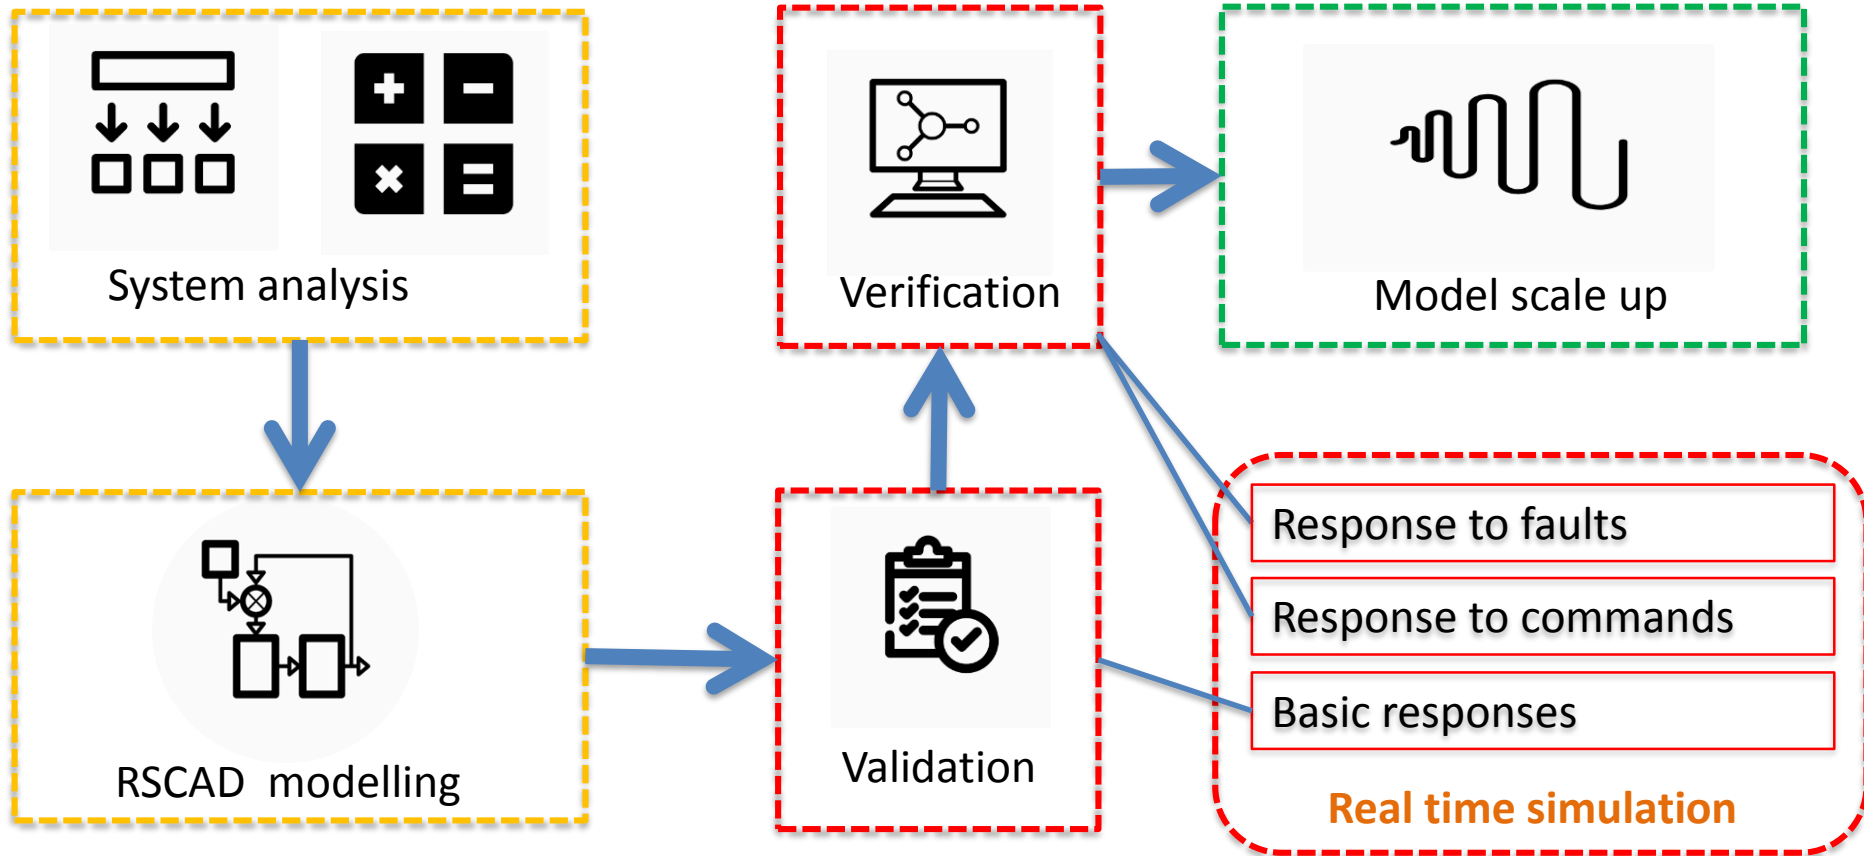 System analysis
Verification
Model scale up
RSCAD  modelling
Validation
Response to faults
Response to commands
Basic responses
Real time simulation